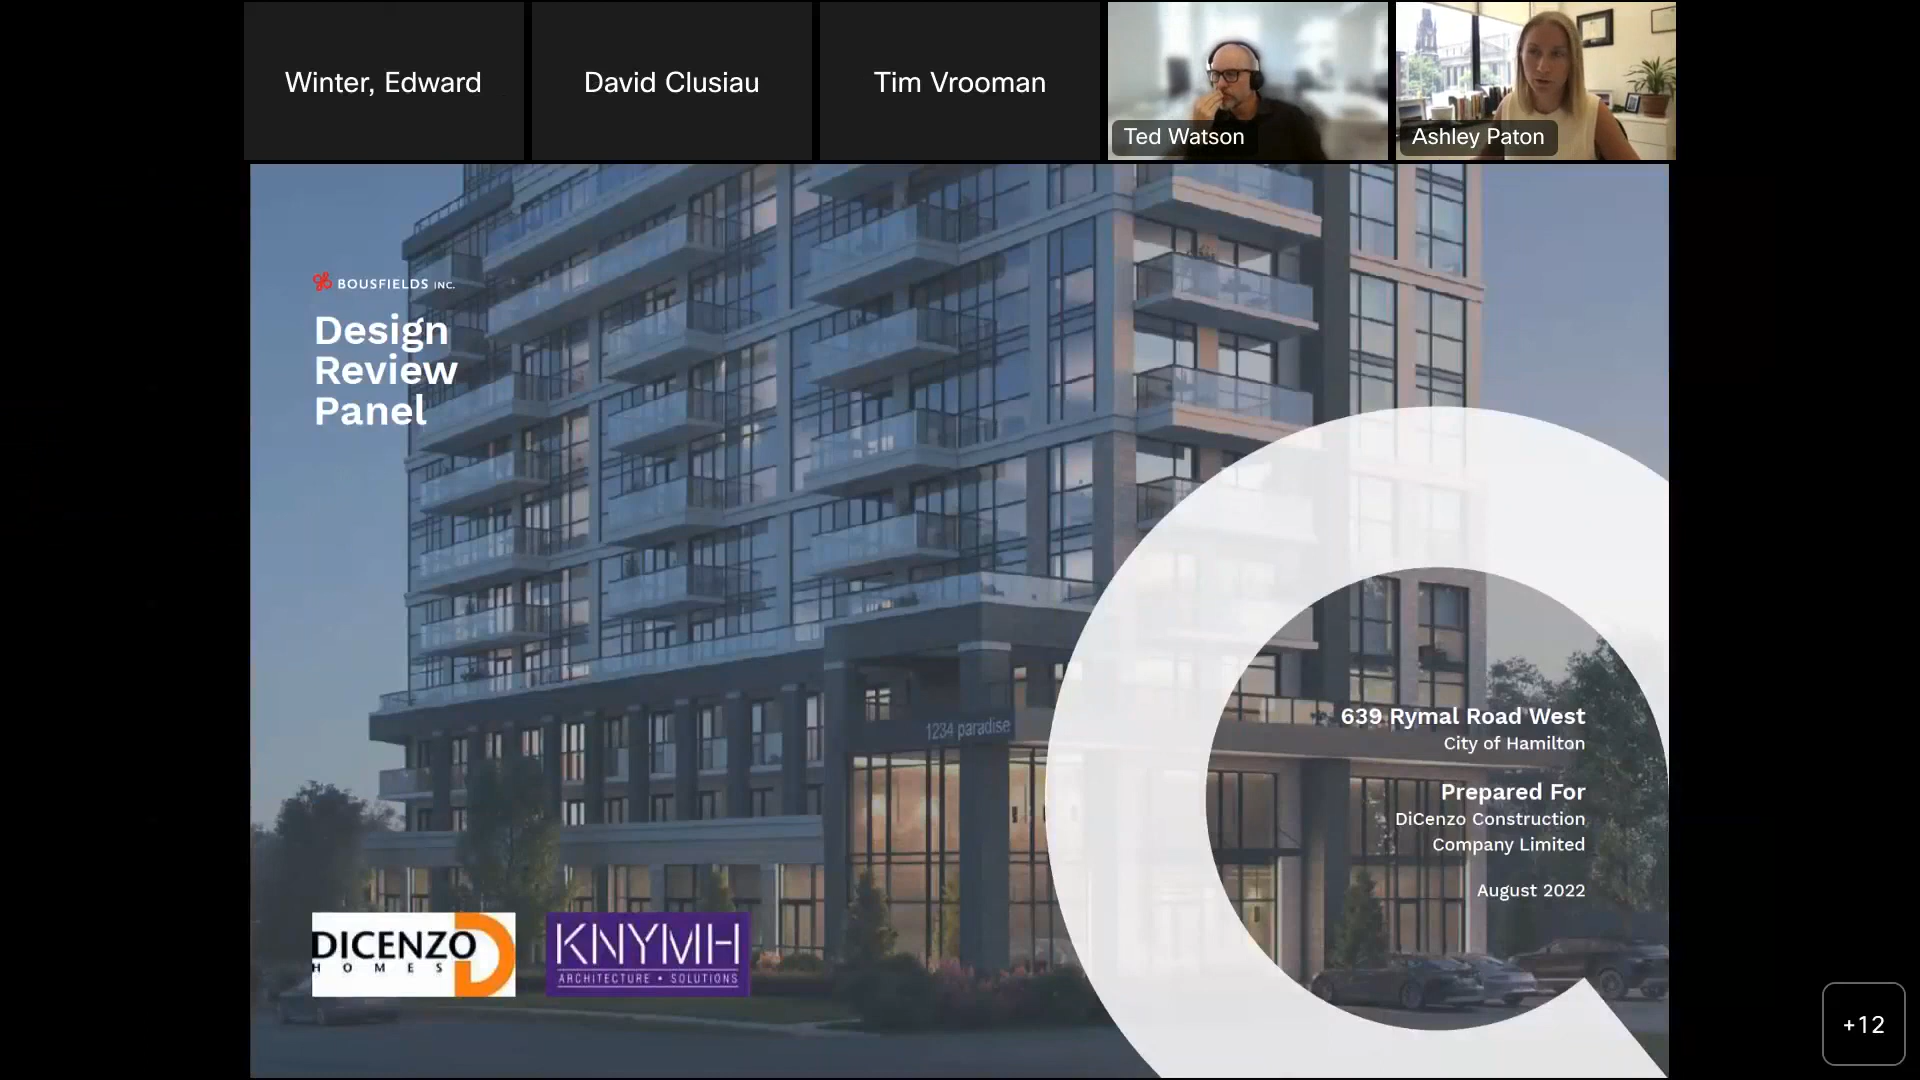 Winter, Edward
David Clusiau
Tim Vrooman
Ted Watson
Ashley Paton
BOUSFIELDS INC.
Design
Review
Panel
1234 paradise
639 Rymal Road West
City of Hamilton
Prepared For
DiCenzo Construction
Company Limited
August 2022
DICENZO
HOMES
KNYMH
ARCHITECTURE • SOLUTIONS
+12